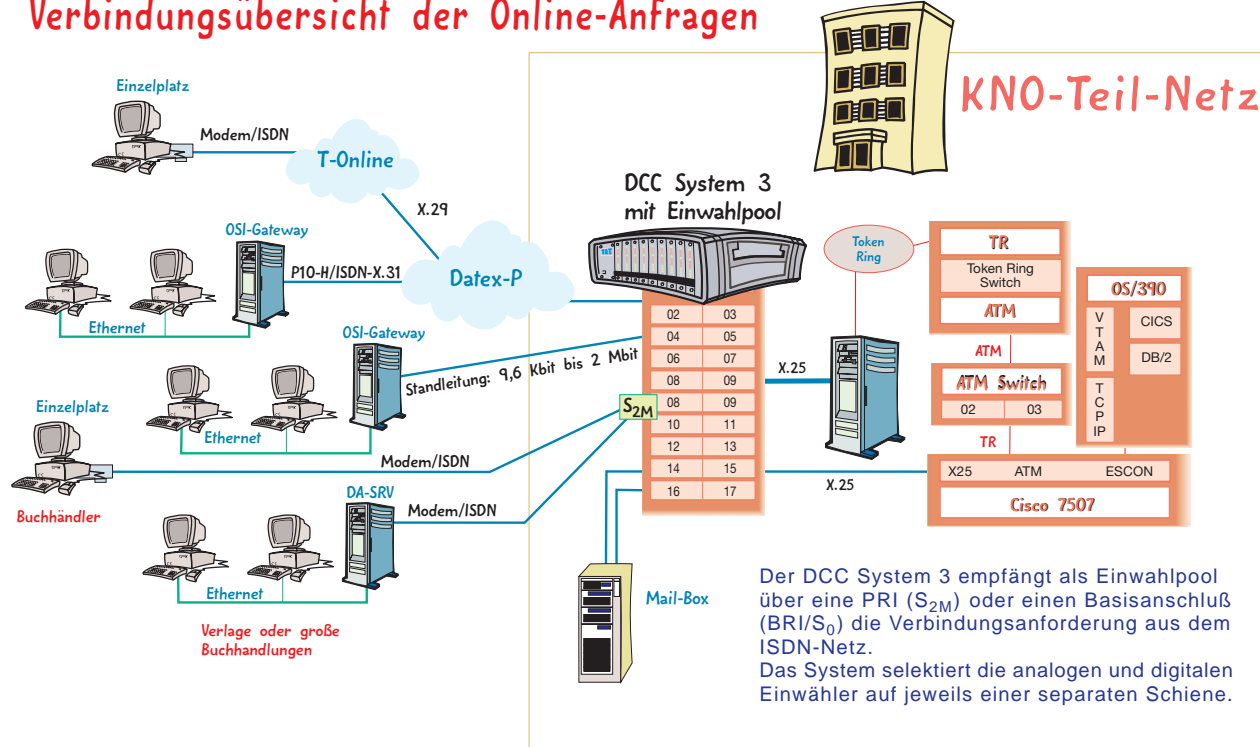 Verbindungsübersicht der Online-Anfragen
KNO-Teil-Netz
Einzelplatz
Modem/ISDN
T-Online
X.29
OSI-Gateway
P10-H/ISDN-X.31
Datex-P
Ethernet
OSI-Gateway
Standleitung: 9,6 Kbit bis 2 Mbit
Ethernet
Einzelplatz
Modem/ISDN
Buchhändler
DA-SRV
Modem/ISDN
Ethernet
Verlage oder große
Buchhandlungen
DCC System 3
mit Einwahlpool
02 03
04 05
06 07
08 09
08 09
10 11
12 13
14 15
16 17
S2M
X.25
X.25
Mail-Box
Token
Ring
TR
Token Ring
Switch
ATM
ATM
ATM Switch
02 03
TR
OS/390
VTAM
CICS
DB/2
TCPIP
X25 ATM ESCON
Cisco 7507
Der DCC System 3 empfängt als Einwahlpool
über eine PRI (S2M) oder einen Basisanschluß
(BRI/S0) die Verbindungsanforderung aus dem
ISDN-Netz.
Das System selektiert die analogen und digitalen
Einwähler auf jeweils einer separaten Schiene.